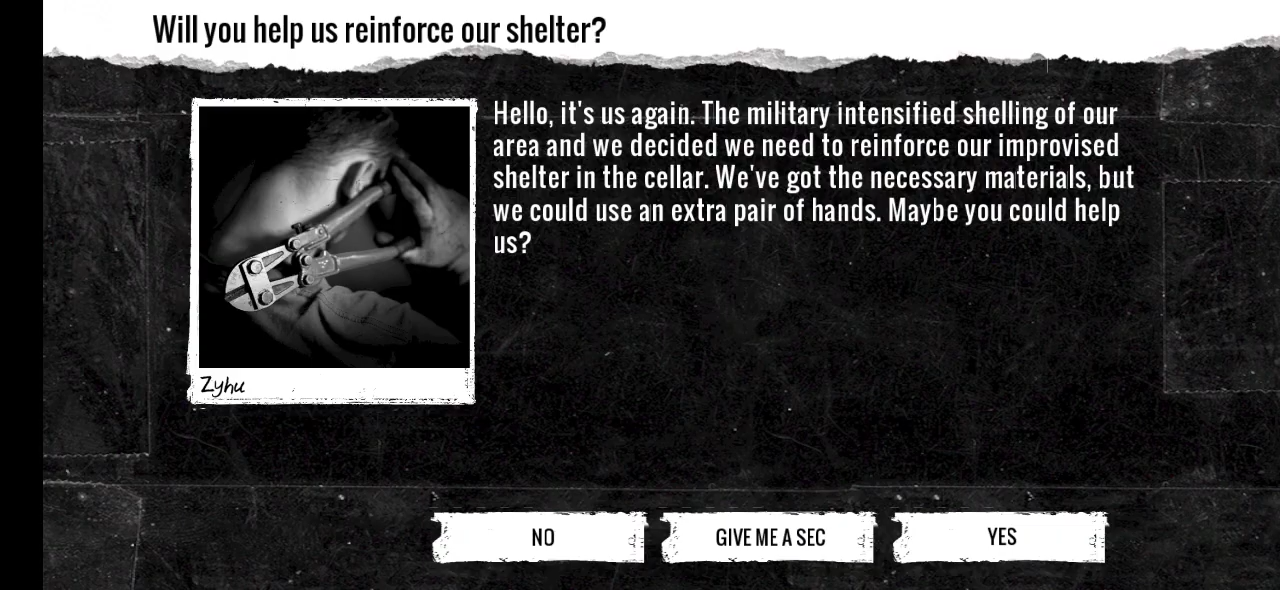 Will you help us reinforce our shelter?
Hello, it's us again. The military intensified shelling of our
area and we decided we need to reinforce our improvised
shelter in the cellar. We've got the necessary materials, but
we could use an extra pair of hands. Maybe you could help
us?
Zyhu
NO
GIVE ME A SEC
YES